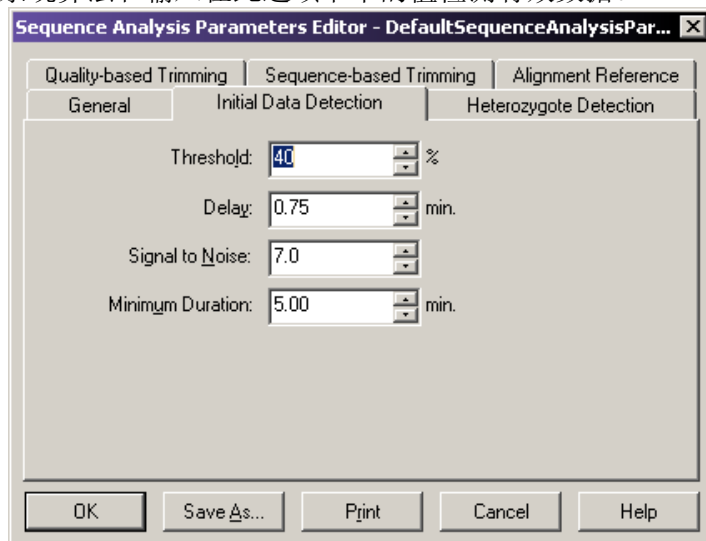 Sequence Analysis Parameters Editor - DefaultSequenceAnalysisPar...
Quality-based Trimming Sequence-based Trimming Alignment Reference
General Initial Data Detection Heterozygote Detection
Threshold: 40 %
Delay: 0.75 min.
Signal to Noise: 7.0
Minimum Duration: 5.00 min.
OK Save As... Print Cancel Help